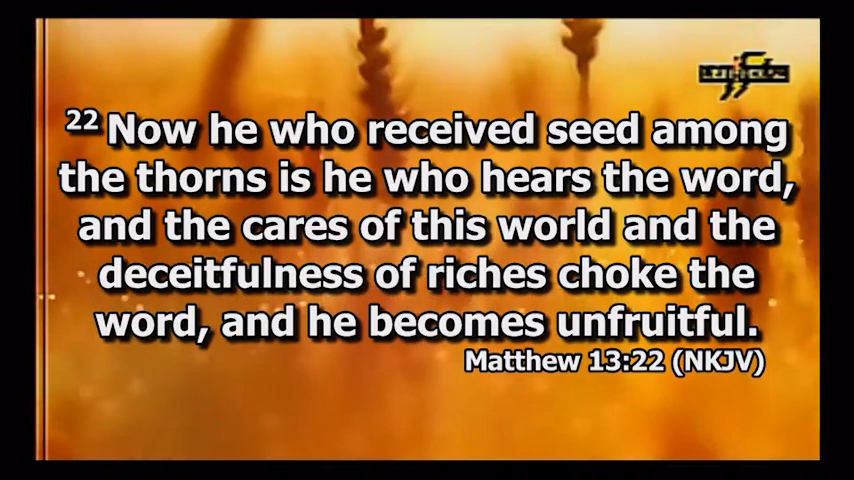 22 Now he who received seed among
the thorns is he who hears the word,
and the cares of this world and the
deceitfulness of riches choke the
word, and he becomes unfruitful.
Matthew 13:22 (NKJV)